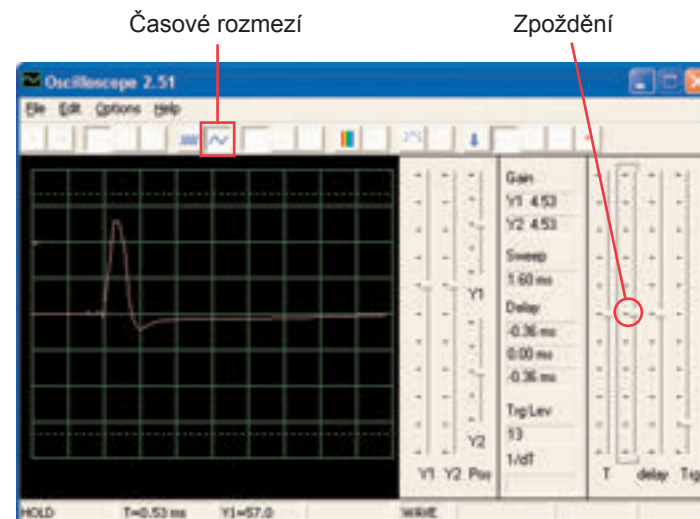 Časové rozmezí Zpoždění
Oscilloscope 2.51
File Edit Options Help
Gain
Y1 4.53
Y2 4.53
Sweep
1.60 ms
Y1
Delay
-0.36 ms
0.00 ms
-0.36 ms
Trg Lev
13
Y2
1/dT
Y1 Y2 Pos T delay Trg
HOLD T=0.53 ms Y1=57.0 WAVE